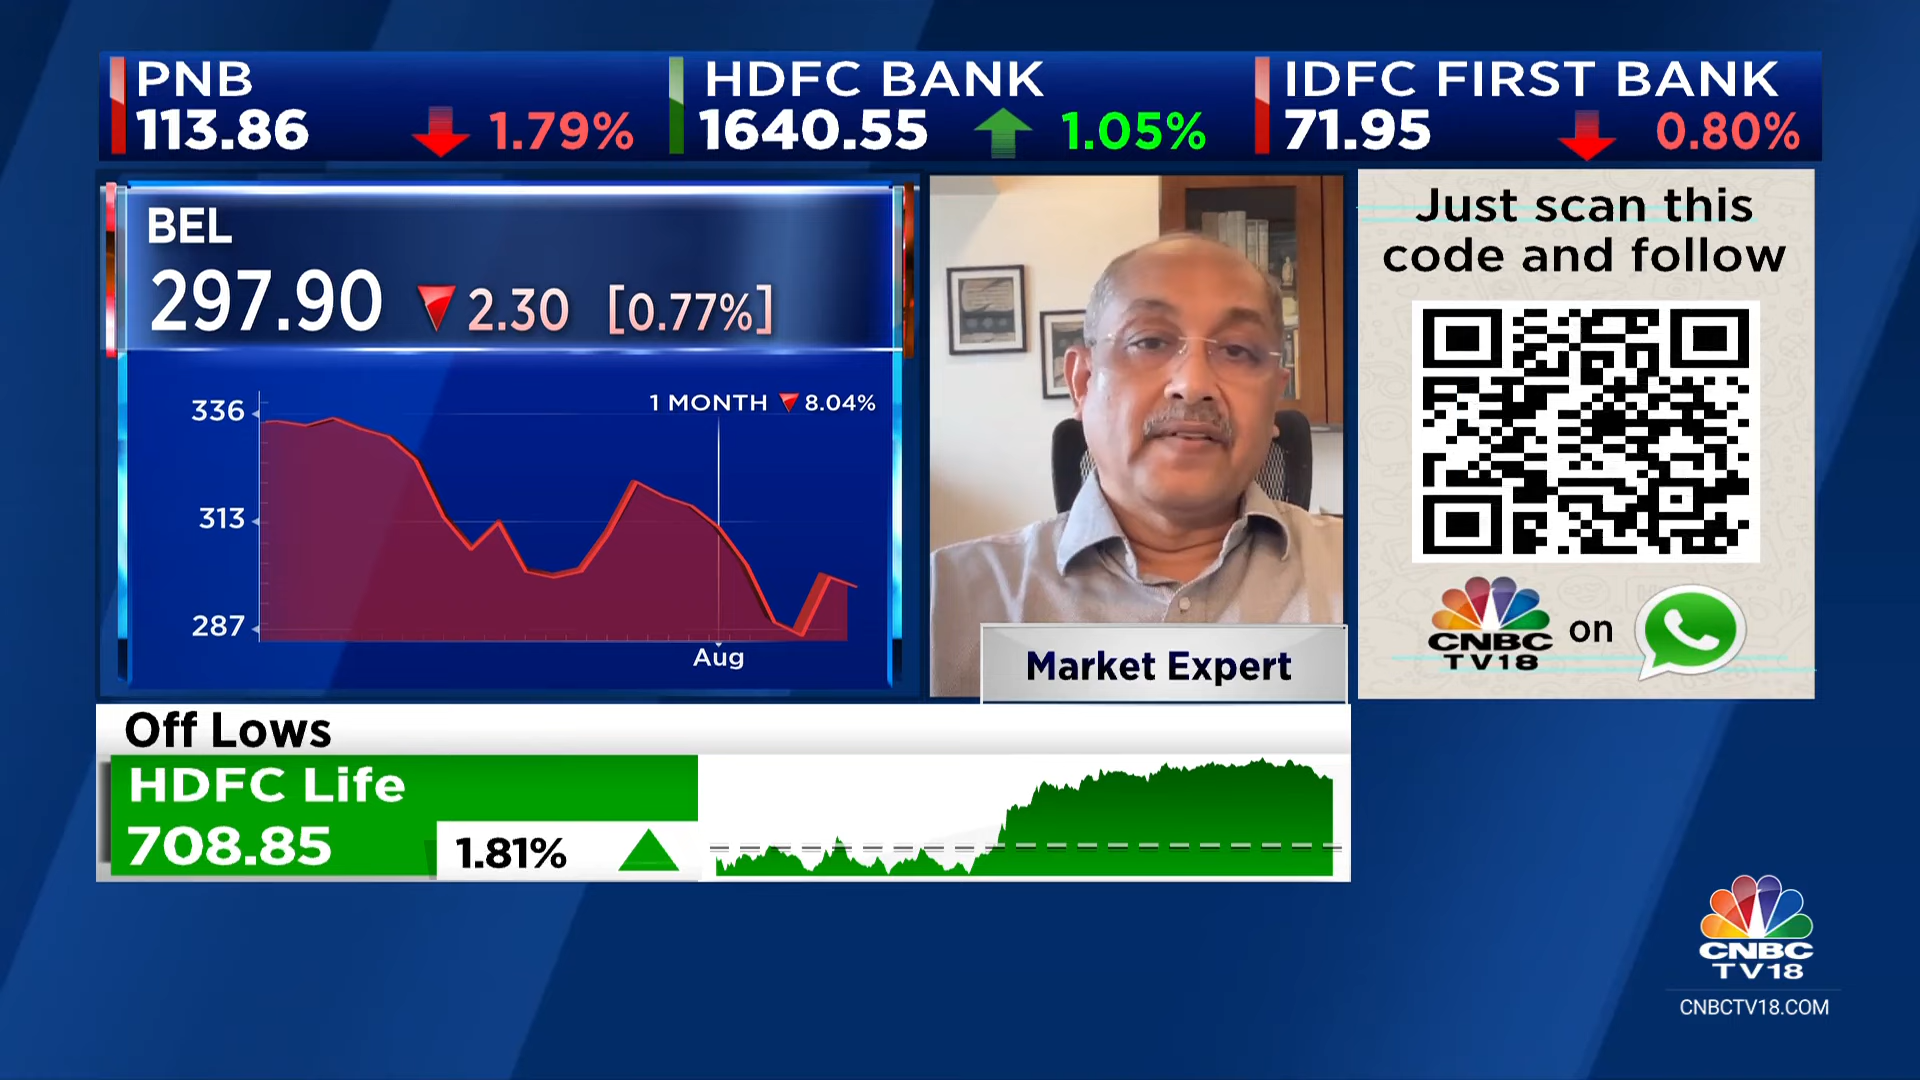 PNB
113.86 1.79%
HDFC BANK
1640.55 1.05%
IDFC FIRST BANK
71.95 0.80%
BEL
297.90 2.30 [0.77%]
1 MONTH 8.04%
336
313
287
Aug
Market Expert
Just scan this
code and follow
CNBC
TV18
on
Off Lows
HDFC Life
708.85
1.81%
CNBC
TV18
CNBCTV18.COM